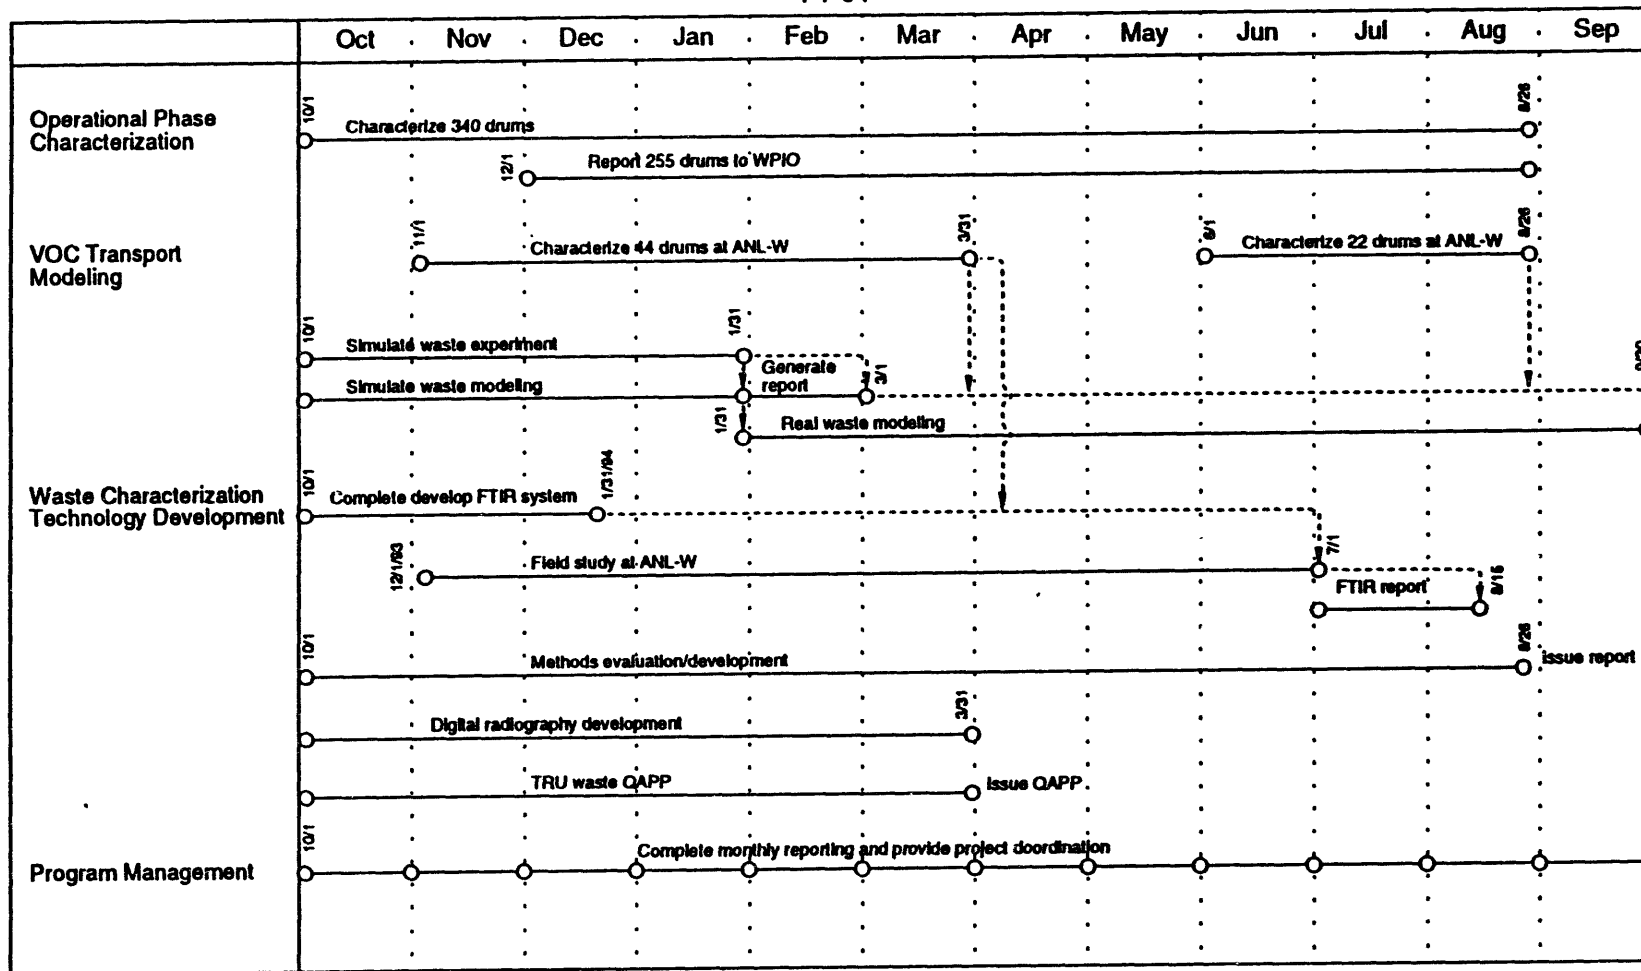 Oct Nov Dec Jan Feb Mar Apr May Jun Jul Aug Sep
Operational Phase
Characterization
10/1
Characterize 340 drums
8/26
12/1
Report 255 drums to WPIO
VOC Transport
Modeling
11/1
Characterize 44 drums at ANL-W
3/31
6/1
Characterize 22 drums at ANL-W
8/26
10/1
Simulate waste experiment
1/31
Simulate waste modeling
Generate
report
3/1
1/31
Real waste modeling
Waste Characterization
Technology Development
10/1
Complete develop FTIR system
1/31/94
12/1/93
Field study at ANL-W
7/1
FTIR report
8/15
10/1
Methods evaluation/development
8/26
issue report
Digital radiography development
3/31
TRU waste QAPP
Issue QAPP
Program Management
10/1
Complete monthly reporting and provide project doordination